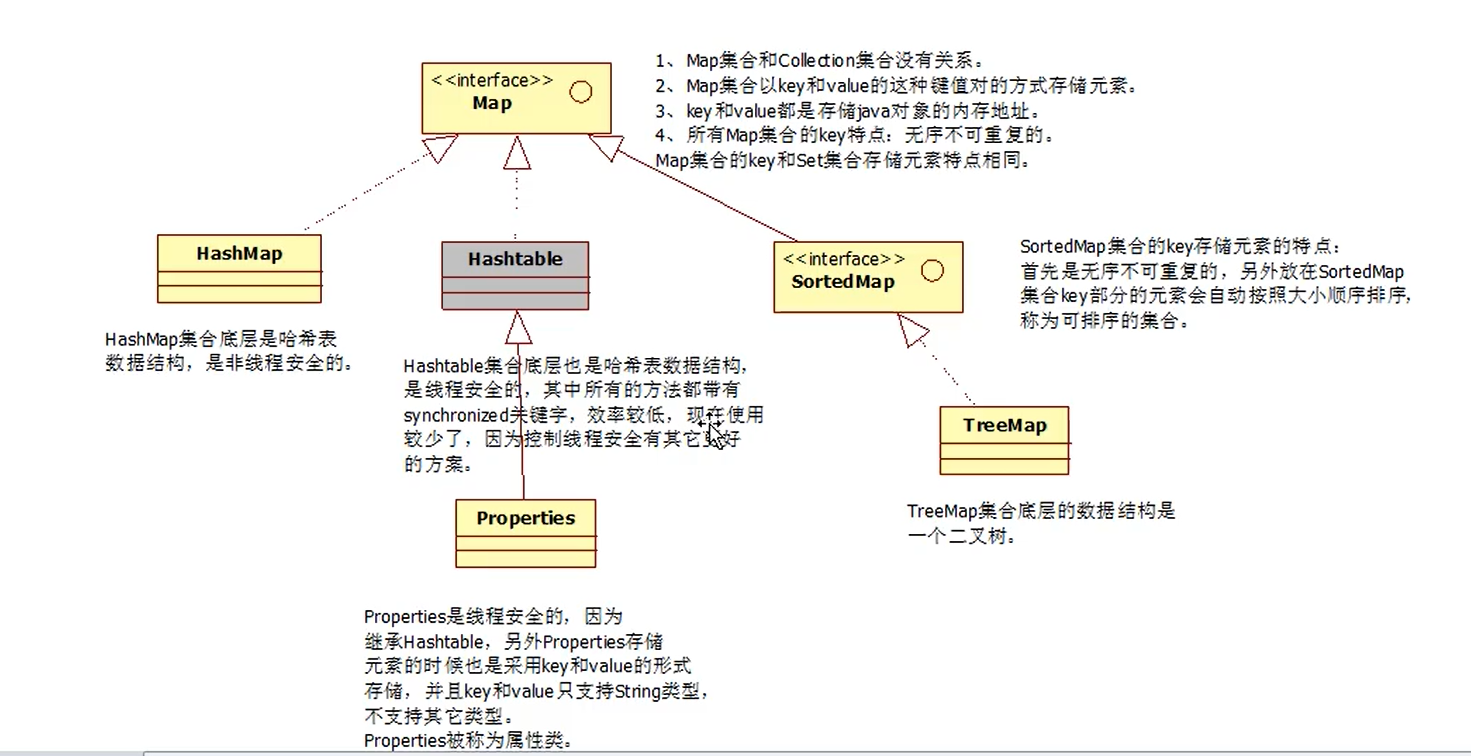 <<interface>>
Map
1、Map集合和Collection集合没有关系。
2、Map集合以key和value的这种键值对的方式存储元素。
3、key和value都是存储java对象的内存地址。
4、所有Map集合的key特点：无序不可重复的。
Map集合的key和Set集合存储元素特点相同。
HashMap
HashMap集合底层是哈希表
数据结构，是非线程安全的。
Hashtable
Hashtable集合底层也是哈希表数据结构，
是线程安全的，其中所有的方法都带有
synchronized关键字，效率较低，现在使用
较少了，因为控制线程安全有其它更好
的方案。
<<interface>>
SortedMap
SortedMap集合的key存储元素的特点：
首先是无序不可重复的，另外放在SortedMap
集合key部分的元素会自动按照大小顺序排序，
称为可排序的集合。
TreeMap
TreeMap集合底层的数据结构是
一个二叉树。
Properties
Properties是线程安全的，因为
继承Hashtable，另外Properties存储
元素的时候也是采用key和value的形式
存储，并且key和value只支持String类型，
不支持其它类型。
Properties被称为属性类。